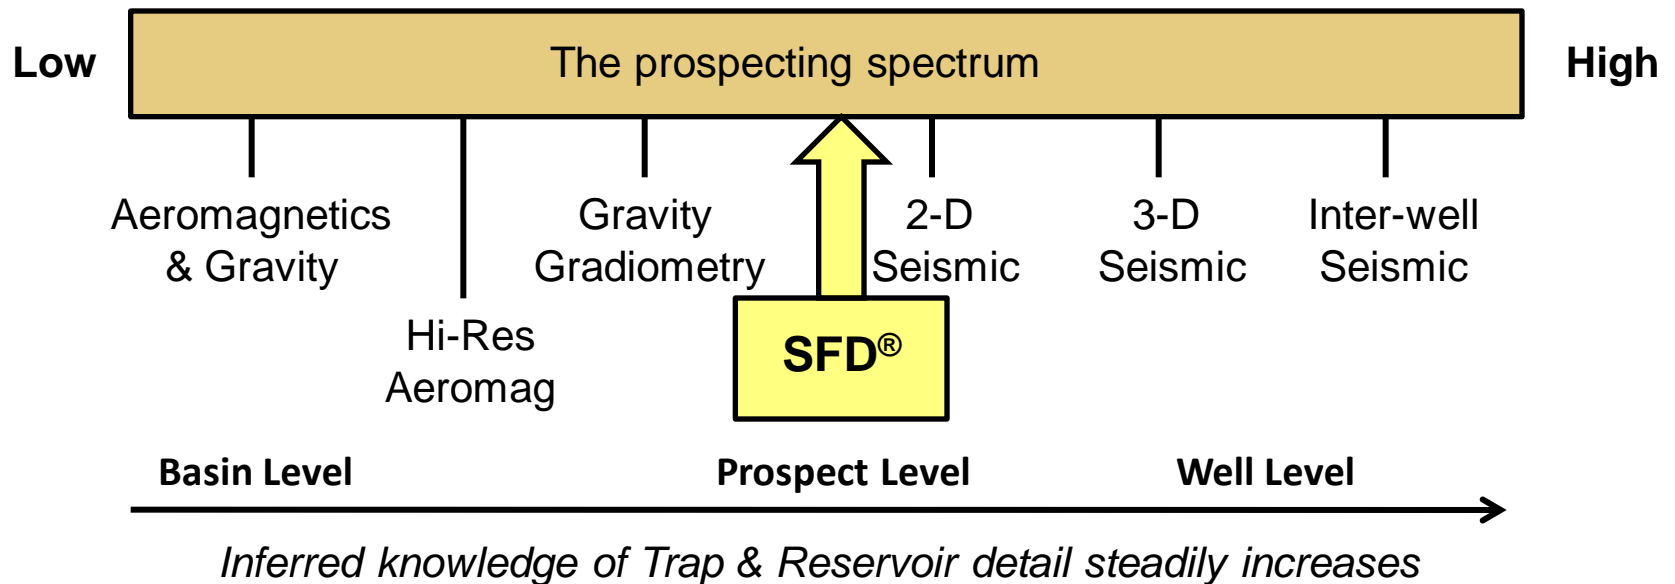 Low
The prospecting spectrum
High
Aeromagnetics
& Gravity
Hi-Res
Aeromag
Gravity
Gradiometry
SFD®
2-D
Seismic
3-D
Seismic
Inter-well
Seismic
Basin Level
Prospect Level
Well Level
Inferred knowledge of Trap & Reservoir detail steadily increases